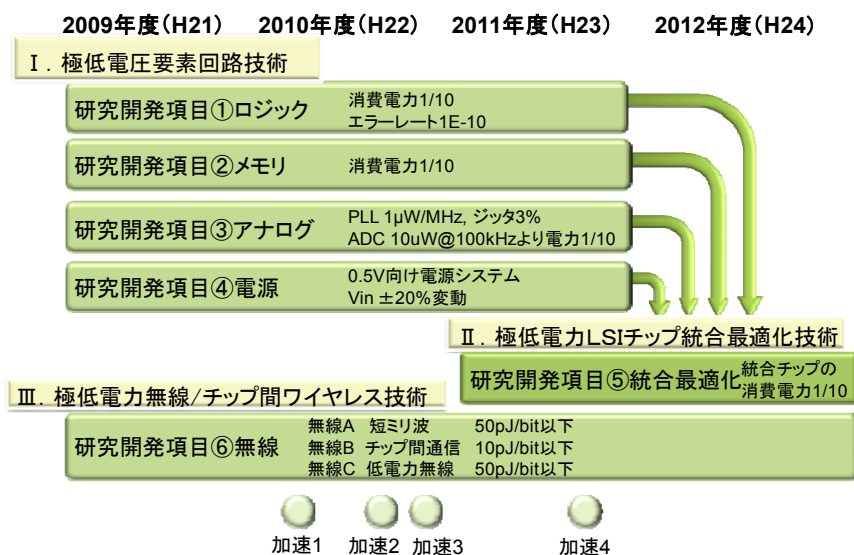 2009年度(H21) 2010年度(H22) 2011年度(H23) 2012年度(H24)
Ⅰ．極低電圧要素回路技術
研究開発項目①ロジック
消費電力1/10
エラーレート1E-10
研究開発項目②メモリ
消費電力1/10
研究開発項目③アナログ
PLL 1μW/MHz, ジッタ3%
ADC 10uW@100kHzより電力1/10
研究開発項目④電源
0.5V向け電源システム
Vin ±20%変動
Ⅱ．極低電力LSIチップ統合最適化技術
研究開発項目⑤統合最適化
統合チップの
消費電力1/10
Ⅲ．極低電力無線/チップ間ワイヤレス技術
研究開発項目⑥無線
無線A 短ミリ波 50pJ/bit以下
無線B チップ間通信 10pJ/bit以下
無線C 低電力無線 50pJ/bit以下
加速1 加速2 加速3 加速4